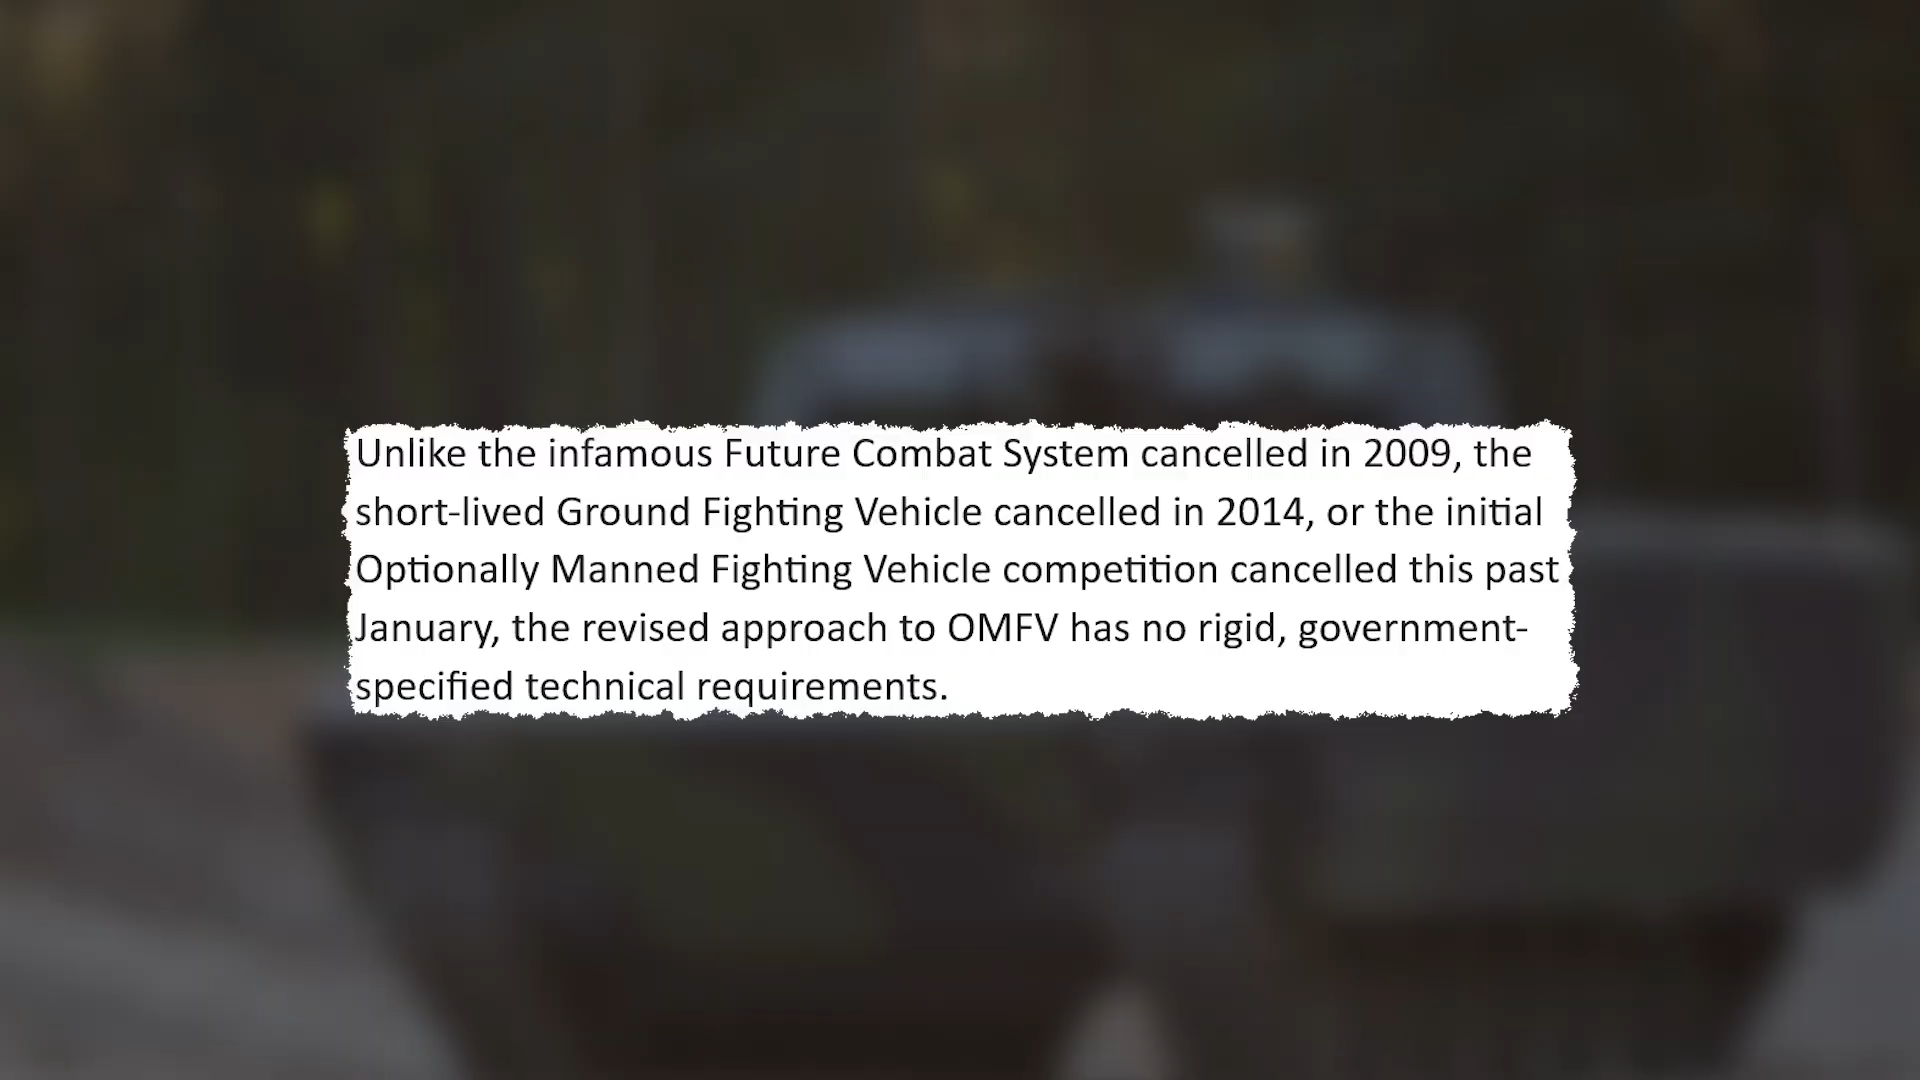 Unlike the infamous Future Combat System cancelled in 2009, the
short-lived Ground Fighting Vehicle cancelled in 2014, or the initial
Optionally Manned Fighting Vehicle competition cancelled this past
January, the revised approach to OMFV has no rigid, government-
specified technical requirements.